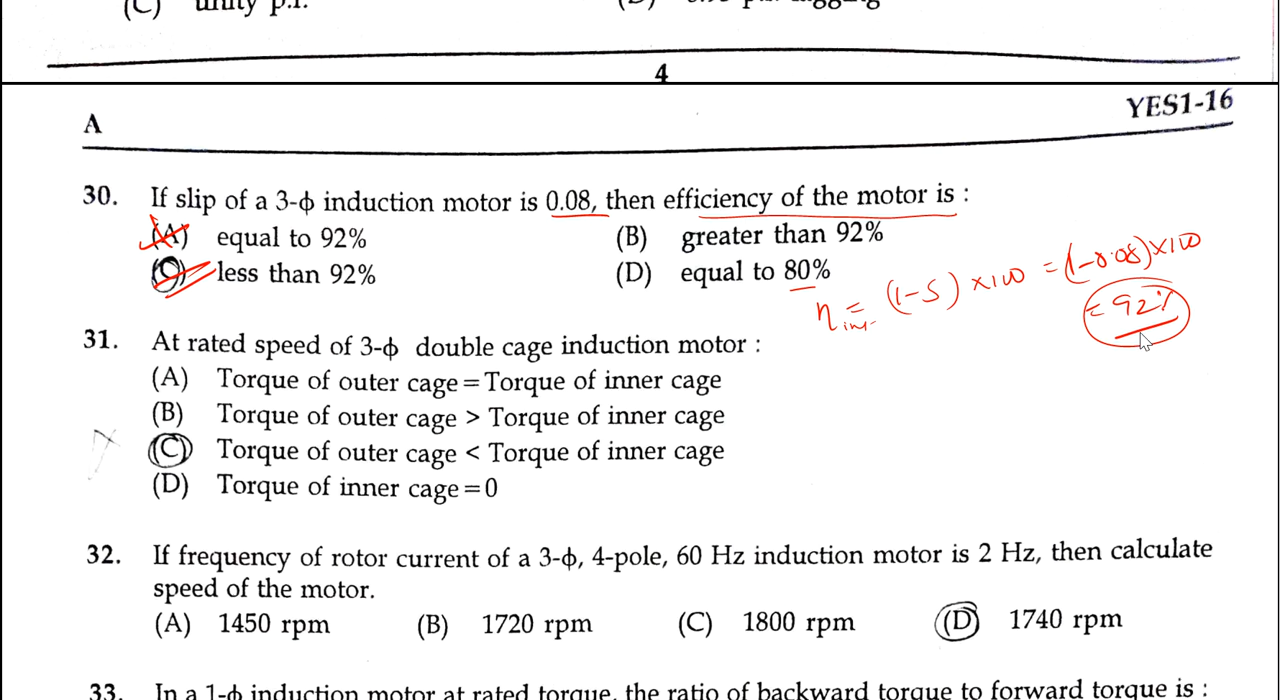 (C) unity p.f.
4
A
YES1-16
30. If slip of a 3-ϕ induction motor is 0.08, then efficiency of the motor is :
(A) equal to 92% (B) greater than 92%
(C) less than 92% (D) equal to 80%
η = (1-S) ×100 = (1-0.08)×100
= 92%
31. At rated speed of 3-ϕ double cage induction motor :
(A) Torque of outer cage = Torque of inner cage
(B) Torque of outer cage > Torque of inner cage
(C) Torque of outer cage < Torque of inner cage
(D) Torque of inner cage = 0
32. If frequency of rotor current of a 3-ϕ, 4-pole, 60 Hz induction motor is 2 Hz, then calculate
speed of the motor.
(A) 1450 rpm (B) 1720 rpm (C) 1800 rpm (D) 1740 rpm
33. In a 1-ϕ induction motor at rated torque, the ratio of backward torque to forward torque is :